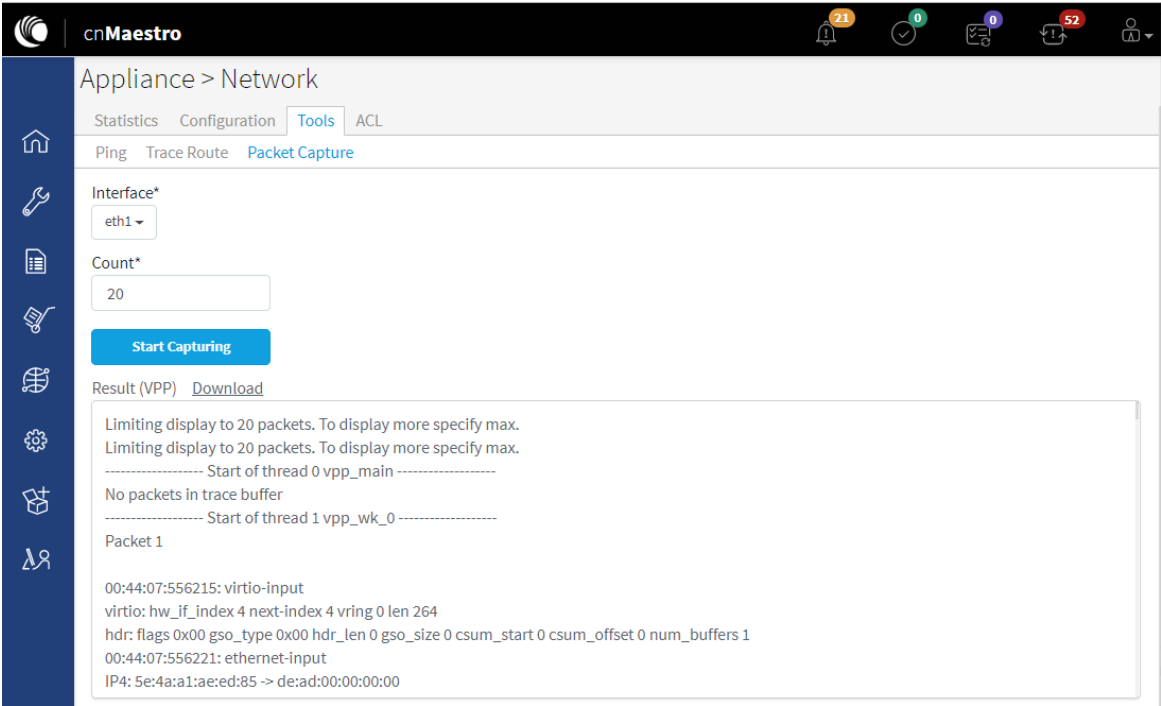 cnMaestro
21
0
0
52
Appliance > Network
Statistics Configuration Tools ACL
Ping Trace Route Packet Capture
Interface*
eth1
Count*
20
Start Capturing
Result (VPP) Download
Limiting display to 20 packets. To display more specify max.
Limiting display to 20 packets. To display more specify max.
------------------- Start of thread 0 vpp_main -------------------
No packets in trace buffer
------------------- Start of thread 1 vpp_wk_0 -------------------
Packet 1
00:44:07:556215: virtio-input
virtio: hw_if_index 4 next-index 4 vring 0 len 264
hdr: flags 0x00 gso_type 0x00 hdr_len 0 gso_size 0 csum_start 0 csum_offset 0 num_buffers 1
00:44:07:556221: ethernet-input
IP4: 5e:4a:a1:ae:ed:85 -> de:ad:00:00:00:00